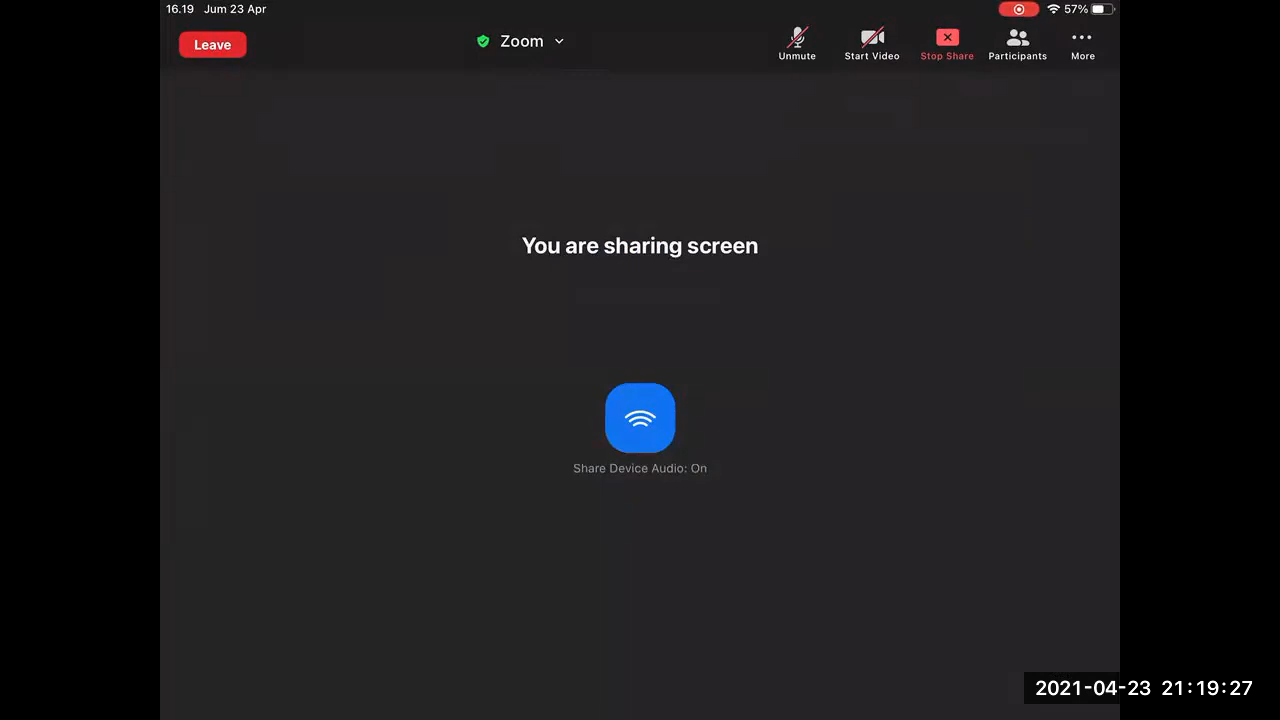 16.19 Jum 23 Apr
57%
Leave
Zoom
Unmute
Start Video
Stop Share
Participants
More
You are sharing screen
Share Device Audio: On
2021-04-23 21:19:27